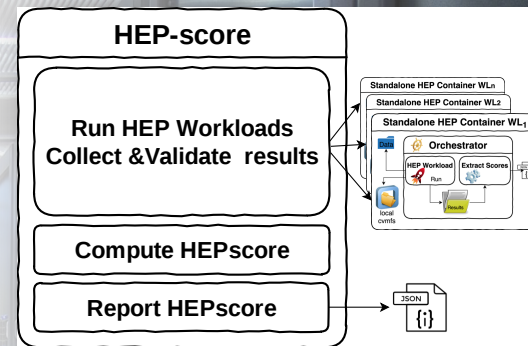 HEP-score
Run HEP Workloads
Collect &Validate results
Compute HEPscore
Report HEPscore
Standalone HEP Container WLn
Standalone HEP Container WL2
Standalone HEP Container WL1
Data
Orchestrator
HEP Workload
Run
Extract Scores
Results
local
cvmfs
JSON
{i}